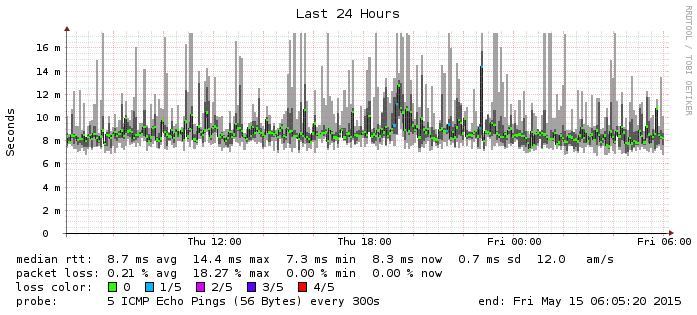 Last 24 Hours
RRDTOOL / TOBI OETIKER
Seconds
16 m
14 m
12 m
10 m
8 m
6 m
4 m
2 m
0
Thu 12:00 Thu 18:00 Fri 00:00 Fri 06:00
median rtt: 8.7 ms avg 14.4 ms max 7.3 ms min 8.3 ms now 0.7 ms sd 12.0 am/s
packet loss: 0.21 % avg 18.27 % max 0.00 % min 0.00 % now
loss color: 0 1/5 2/5 3/5 4/5
probe: 5 ICMP Echo Pings (56 Bytes) every 300s end: Fri May 15 06:05:20 2015